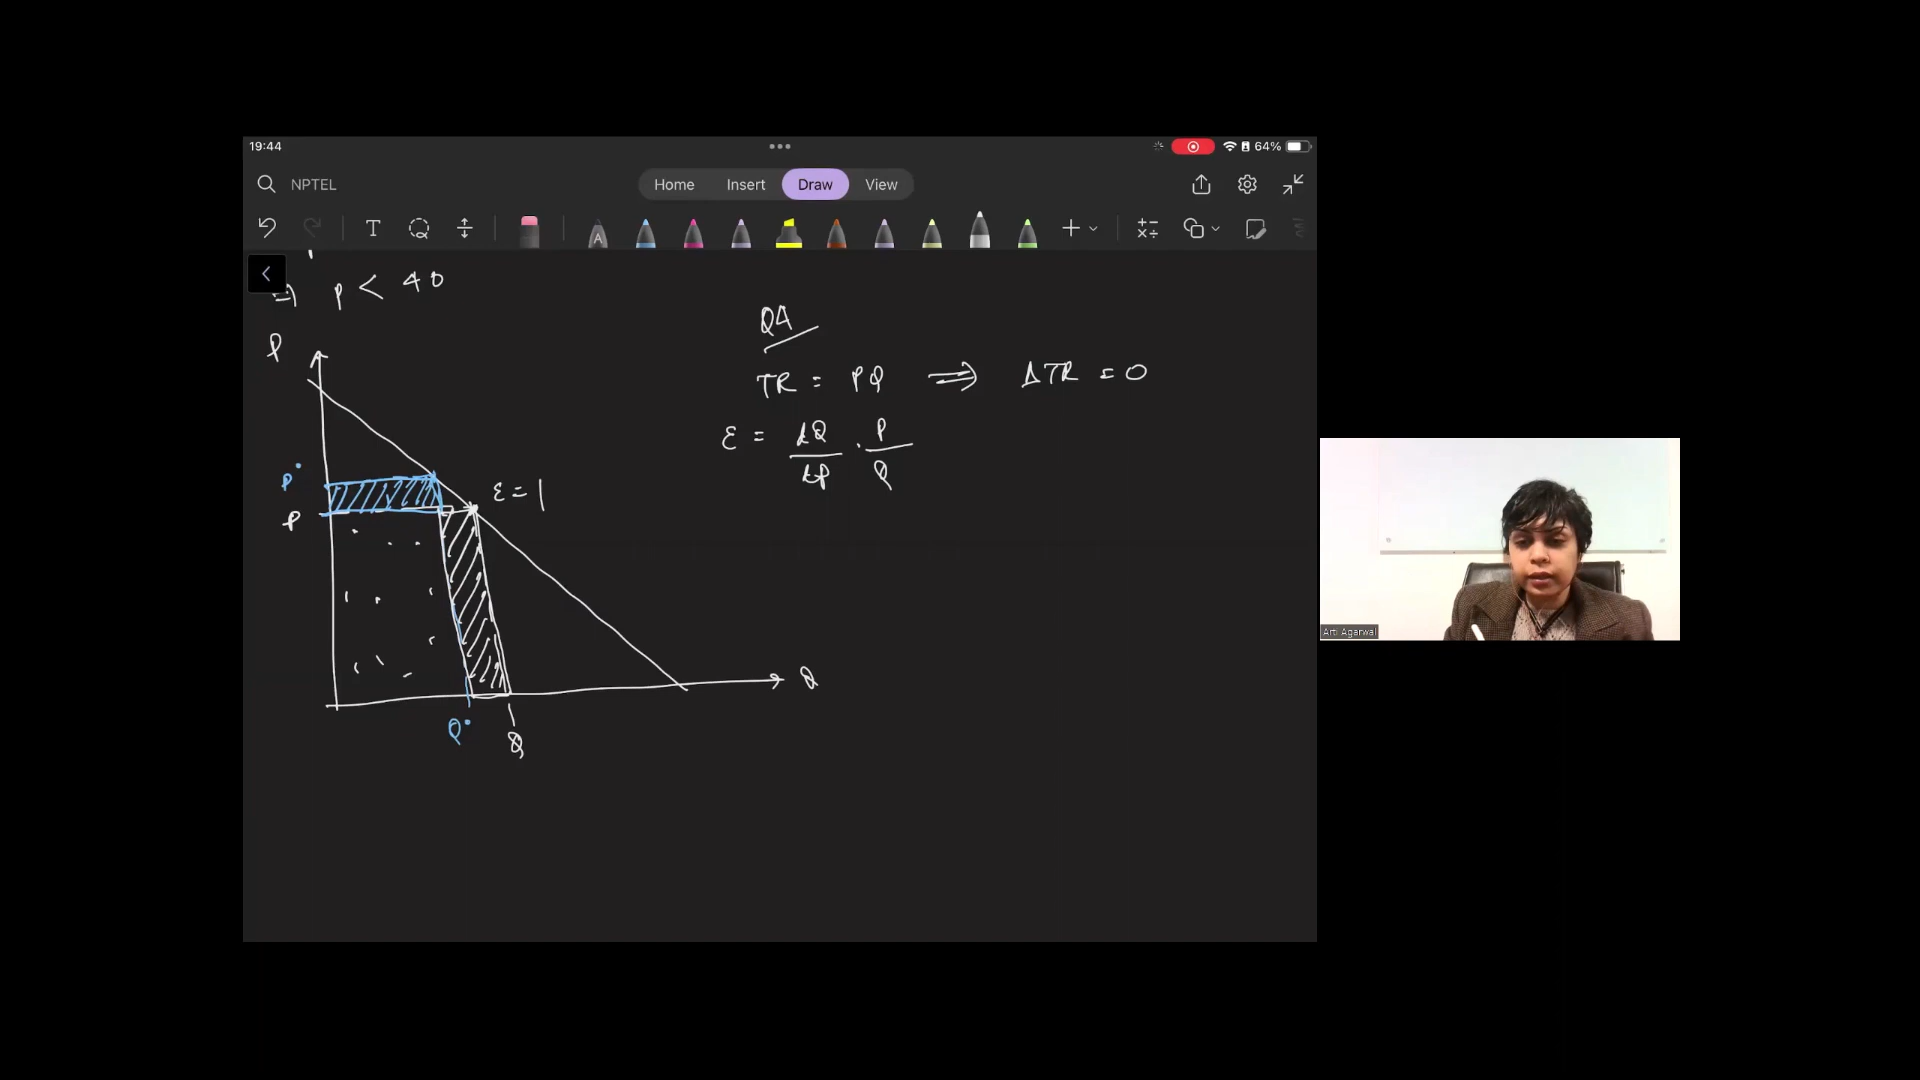 19:44
64%
NPTEL
Home Insert Draw View
A
⇒ P < 40
P
Q4
TR = PQ ⟹ ΔTR = 0
ε = ΔQ/ΔP · P/Q
P°
ε = 1
P
Q
Q°
Q
Arti Agarwal